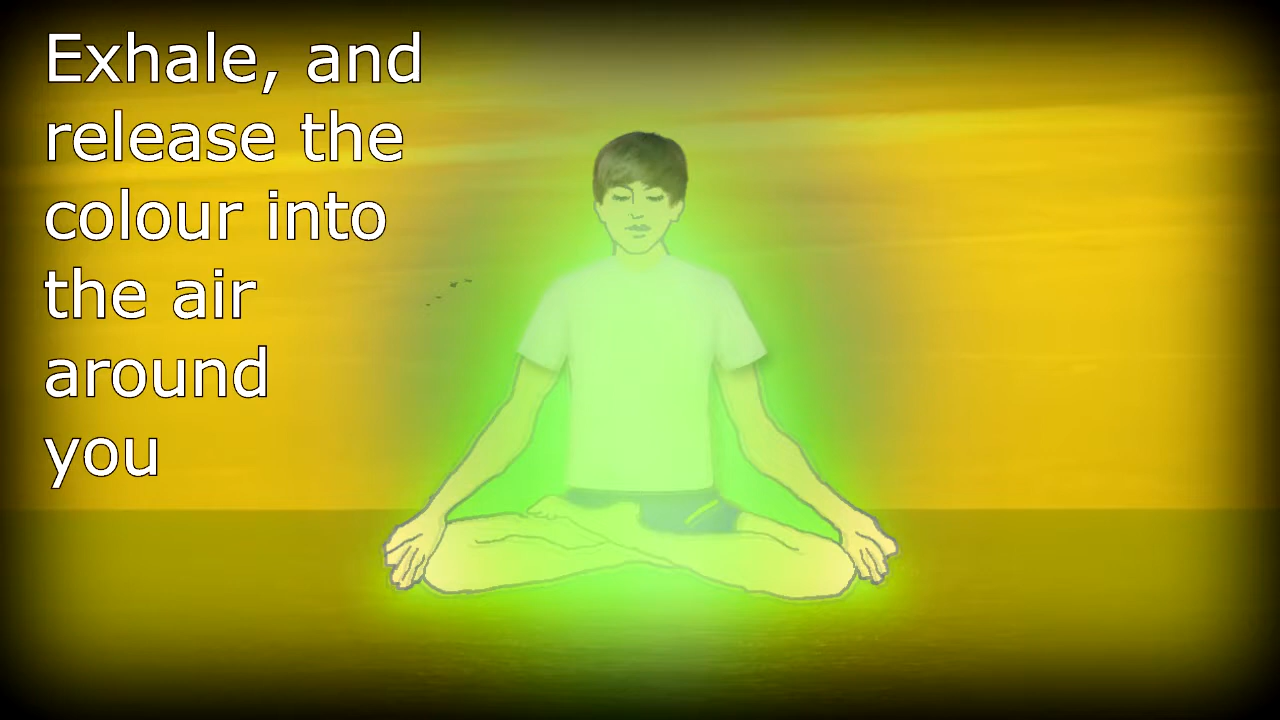 Exhale, and
release the
colour into
the air
around
you